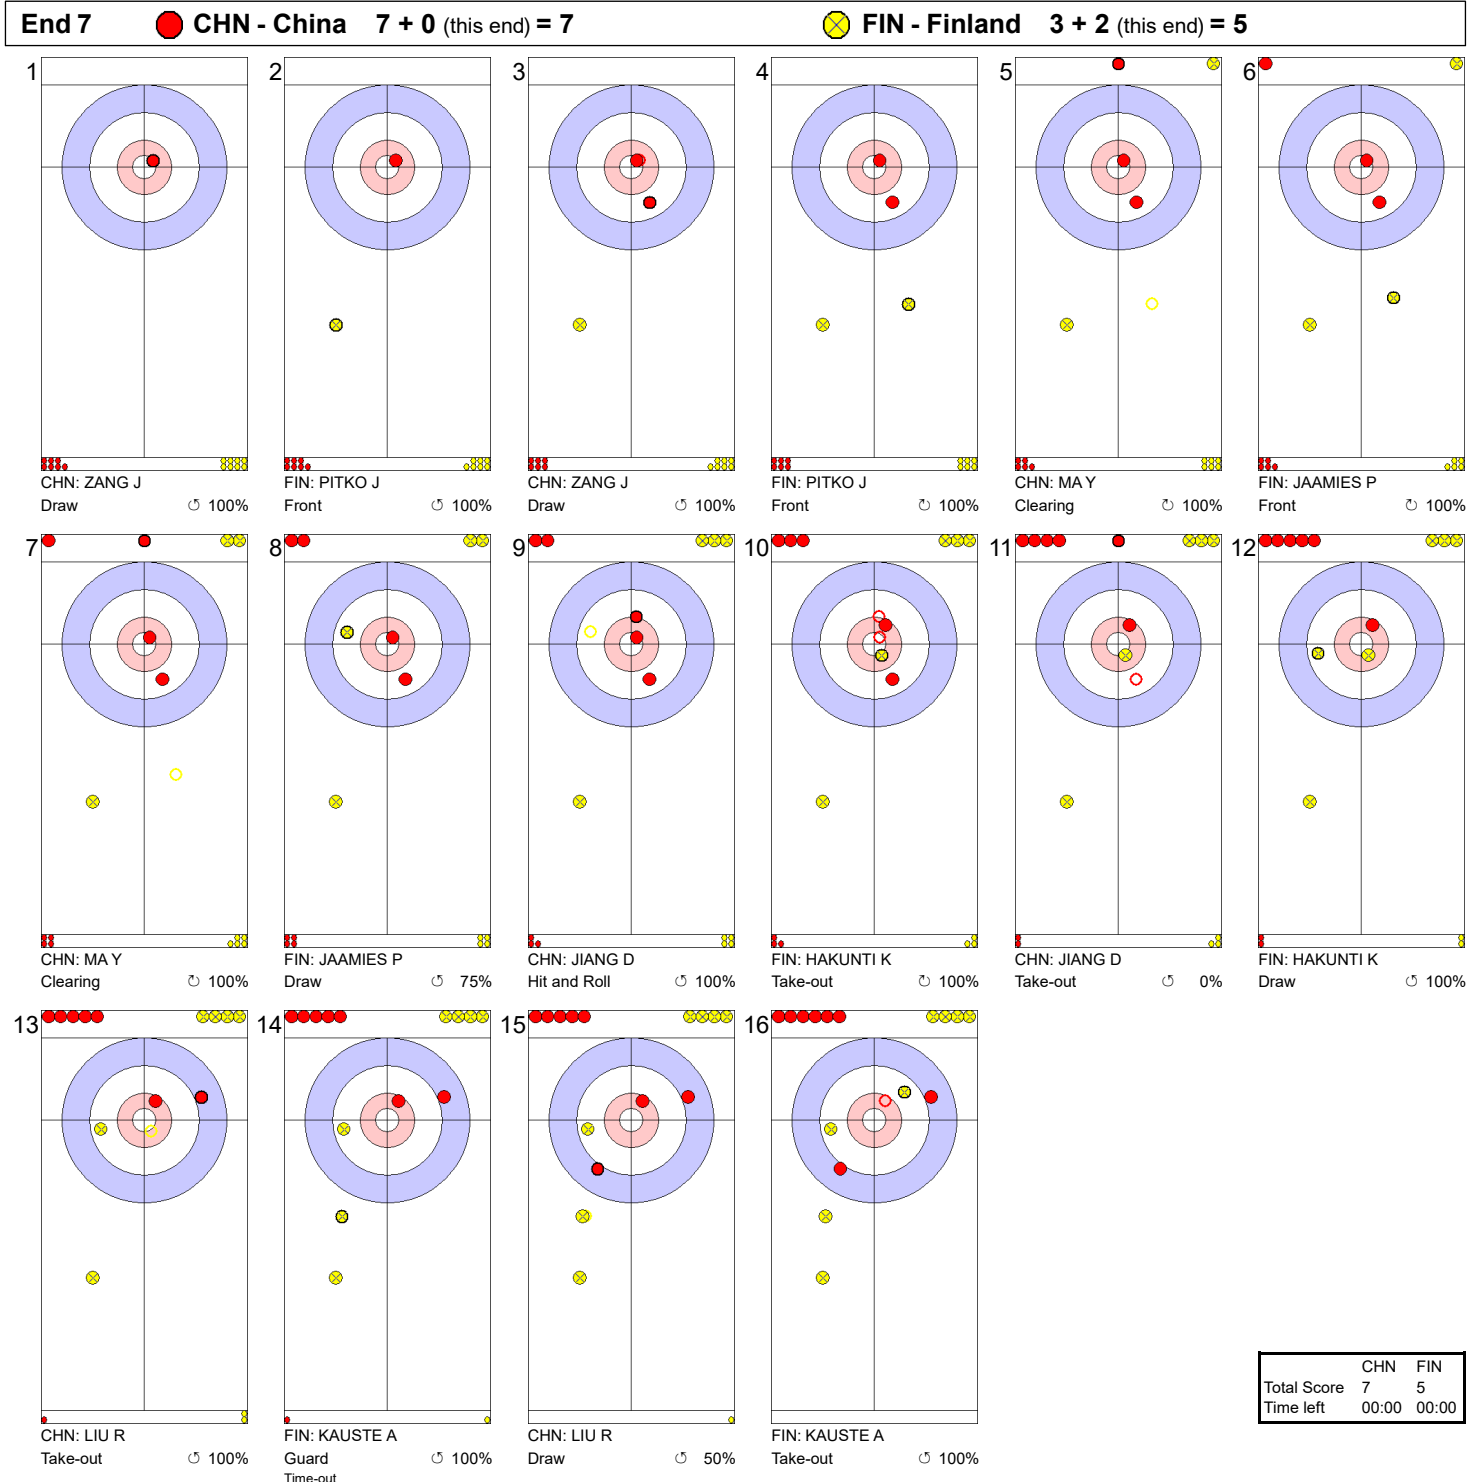 End 7 CHN - China 7 + 0 (this end) = 7 FIN - Finland 3 + 2 (this end) = 5
1 2 3 4 5 6
CHN: ZANG J FIN: PITKO J CHN: ZANG J FIN: PITKO J CHN: MA Y FIN: JAAMIES P
Draw ↺ 100% Front ↺ 100% Draw ↺ 100% Front ↺ 100% Clearing ↻ 100% Front ↻ 100%
7 8 9 10 11 12
CHN: MA Y FIN: JAAMIES P CHN: JIANG D FIN: HAKUNTI K CHN: JIANG D FIN: HAKUNTI K
Clearing ↻ 100% Draw ↺ 75% Hit and Roll ↺ 100% Take-out ↻ 100% Take-out ↺ 0% Draw ↻ 100%
13 14 15 16
CHN: LIU R FIN: KAUSTE A CHN: LIU R FIN: KAUSTE A
Take-out ↺ 100% Guard ↺ 100% Draw ↺ 50% Take-out ↺ 100%
Time-out
CHN FIN
Total Score 7 5
Time left 00:00 00:00